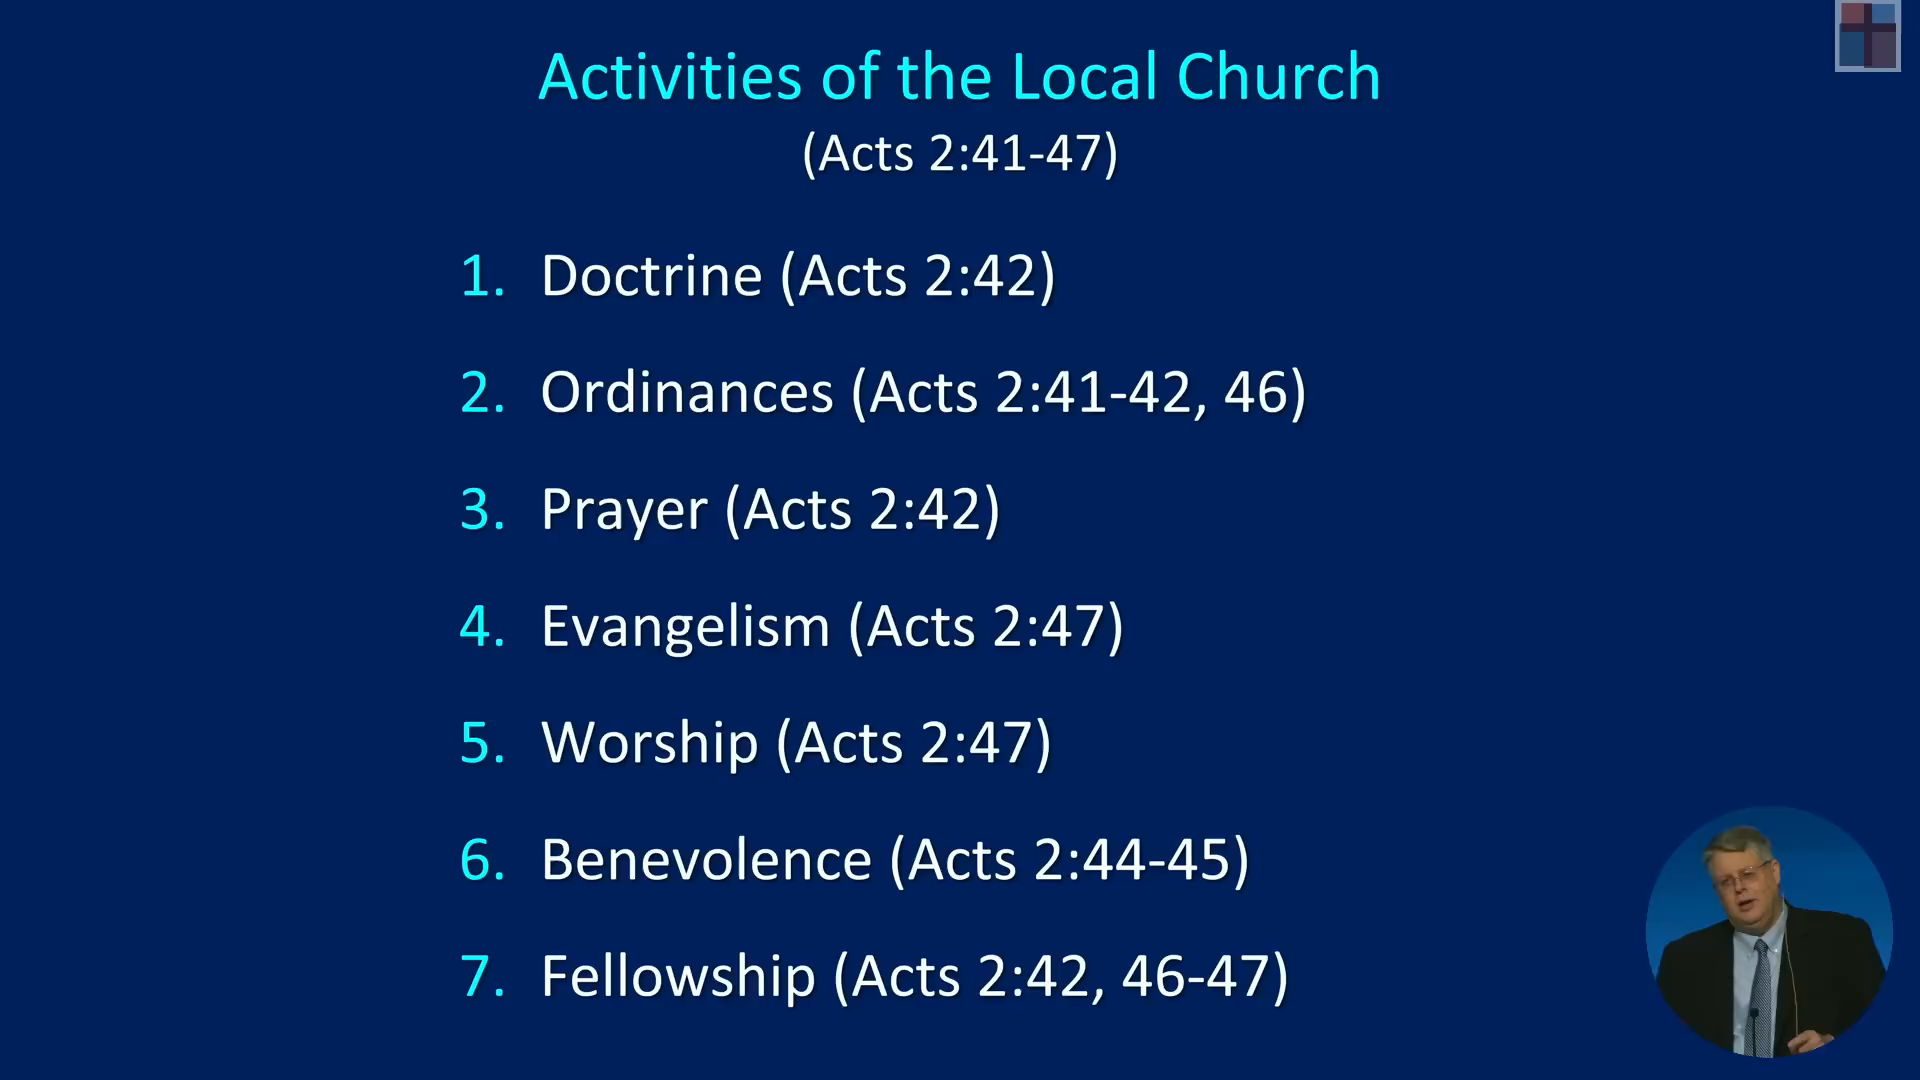 Activities of the Local Church
(Acts 2:41-47)
1. Doctrine (Acts 2:42)
2. Ordinances (Acts 2:41-42, 46)
3. Prayer (Acts 2:42)
4. Evangelism (Acts 2:47)
5. Worship (Acts 2:47)
6. Benevolence (Acts 2:44-45)
7. Fellowship (Acts 2:42, 46-47)